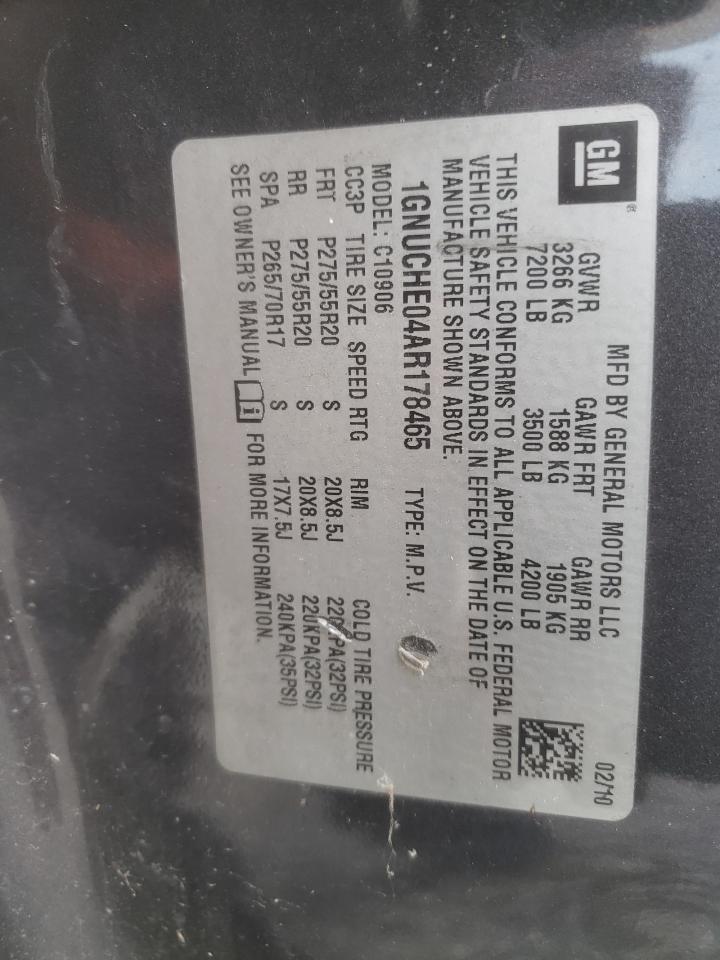 GM®
MFD BY GENERAL MOTORS LLC 02/10
GVWR GAWR FRT GAWR RR
3266 KG 1588 KG 1905 KG
7200 LB 3500 LB 4200 LB
THIS VEHICLE CONFORMS TO ALL APPLICABLE U.S. FEDERAL MOTOR
VEHICLE SAFETY STANDARDS IN EFFECT ON THE DATE OF
MANUFACTURE SHOWN ABOVE.
1GNUCHE04AR178465 TYPE: M.P.V.
MODEL: C10906
CC3P TIRE SIZE SPEED RTG RIM COLD TIRE PRESSURE
FRT P275/55R20 S 20X8.5J 220KPA(32PSI)
RR P275/55R20 S 20X8.5J 220KPA(32PSI)
SPA P265/70R17 S 17X7.5J 240KPA(35PSI)
SEE OWNER'S MANUAL i FOR MORE INFORMATION.